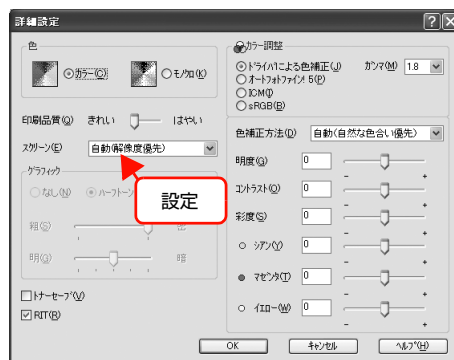 詳細設定
色
カラー(C)
モノクロ(K)
印刷品質(Q)
きれい
はやい
スクリーン(E)
自動(解像度優先)
グラフィック
なし(N)
ハーフトーン
粗(S)
密
明(G)
暗
設定
トナーセーブ(V)
RIT(R)
カラー調整
ドライバによる色補正(J)
ガンマ(M)
1.8
オートフォトファイン!5(P)
ICM(I)
sRGB(B)
色補正方法(D)
自動(自然な色合い優先)
明度(G)
0
- +
コントラスト(O)
0
- +
彩度(S)
0
- +
シアン(Y)
0
- +
マゼンタ(T)
0
- +
イエロー(W)
0
- +
OK
キャンセル
ヘルプ(H)